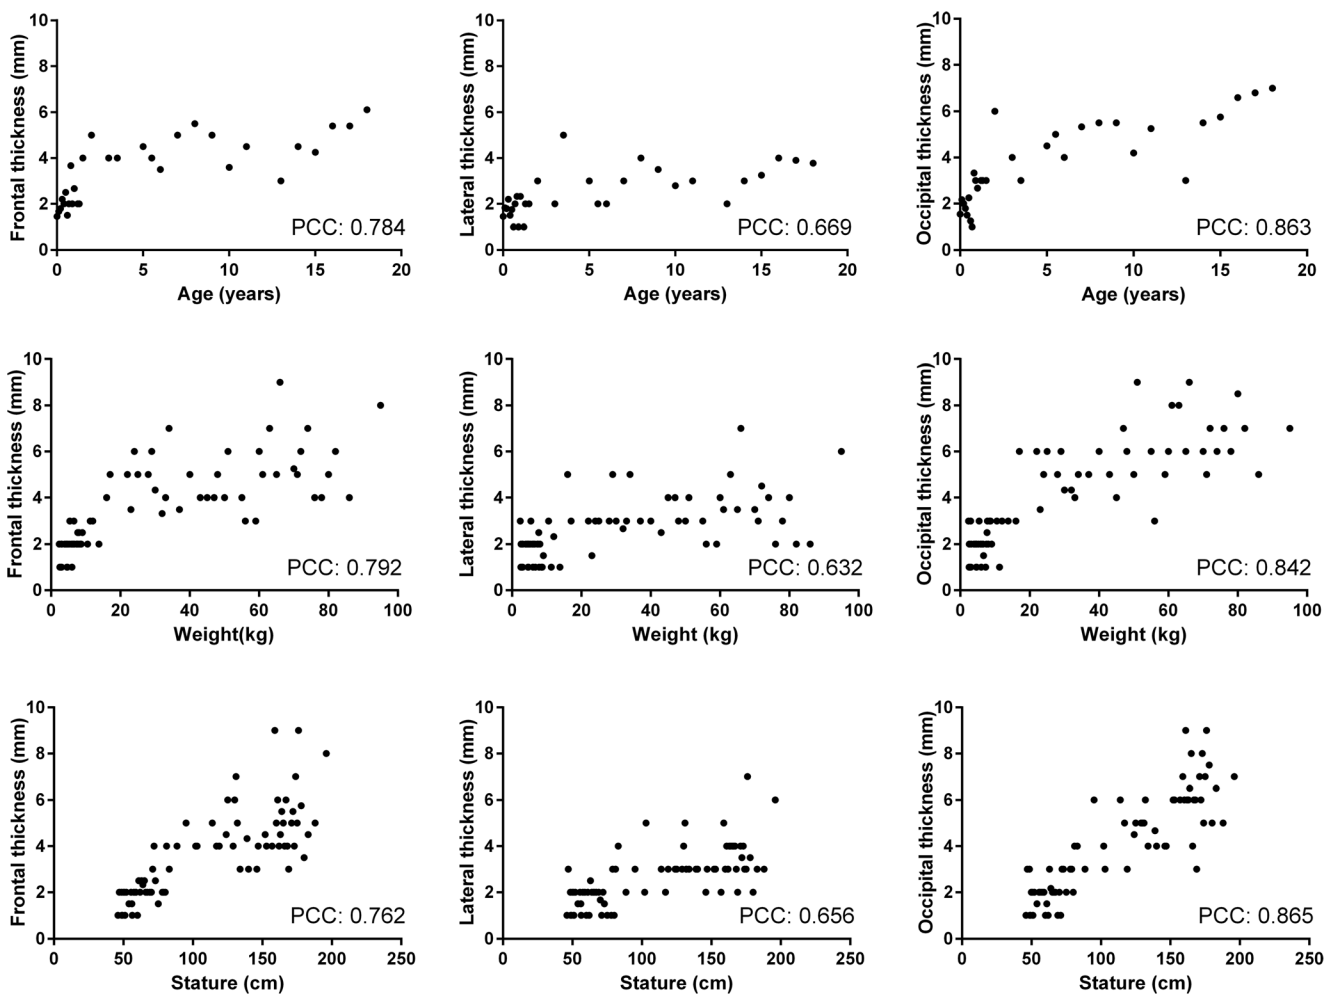 Frontal thickness (mm)
10
8
6
4
2
0
0 5 10 15 20
Age (years)
PCC: 0.784
Lateral thickness (mm)
10
8
6
4
2
0
0 5 10 15 20
Age (years)
PCC: 0.669
Occipital thickness (mm)
10
8
6
4
2
0
0 5 10 15 20
Age (years)
PCC: 0.863
Frontal thickness (mm)
10
8
6
4
2
0
0 20 40 60 80 100
Weight(kg)
PCC: 0.792
Lateral thickness (mm)
10
8
6
4
2
0
0 20 40 60 80 100
Weight (kg)
PCC: 0.632
Occipital thickness (mm)
10
8
6
4
2
0
0 20 40 60 80 100
Weight (kg)
PCC: 0.842
Frontal thickness (mm)
10
8
6
4
2
0
0 50 100 150 200 250
Stature (cm)
PCC: 0.762
Lateral thickness (mm)
10
8
6
4
2
0
0 50 100 150 200 250
Stature (cm)
PCC: 0.656
Occipital thickness (mm)
10
8
6
4
2
0
0 50 100 150 200 250
Stature (cm)
PCC: 0.865